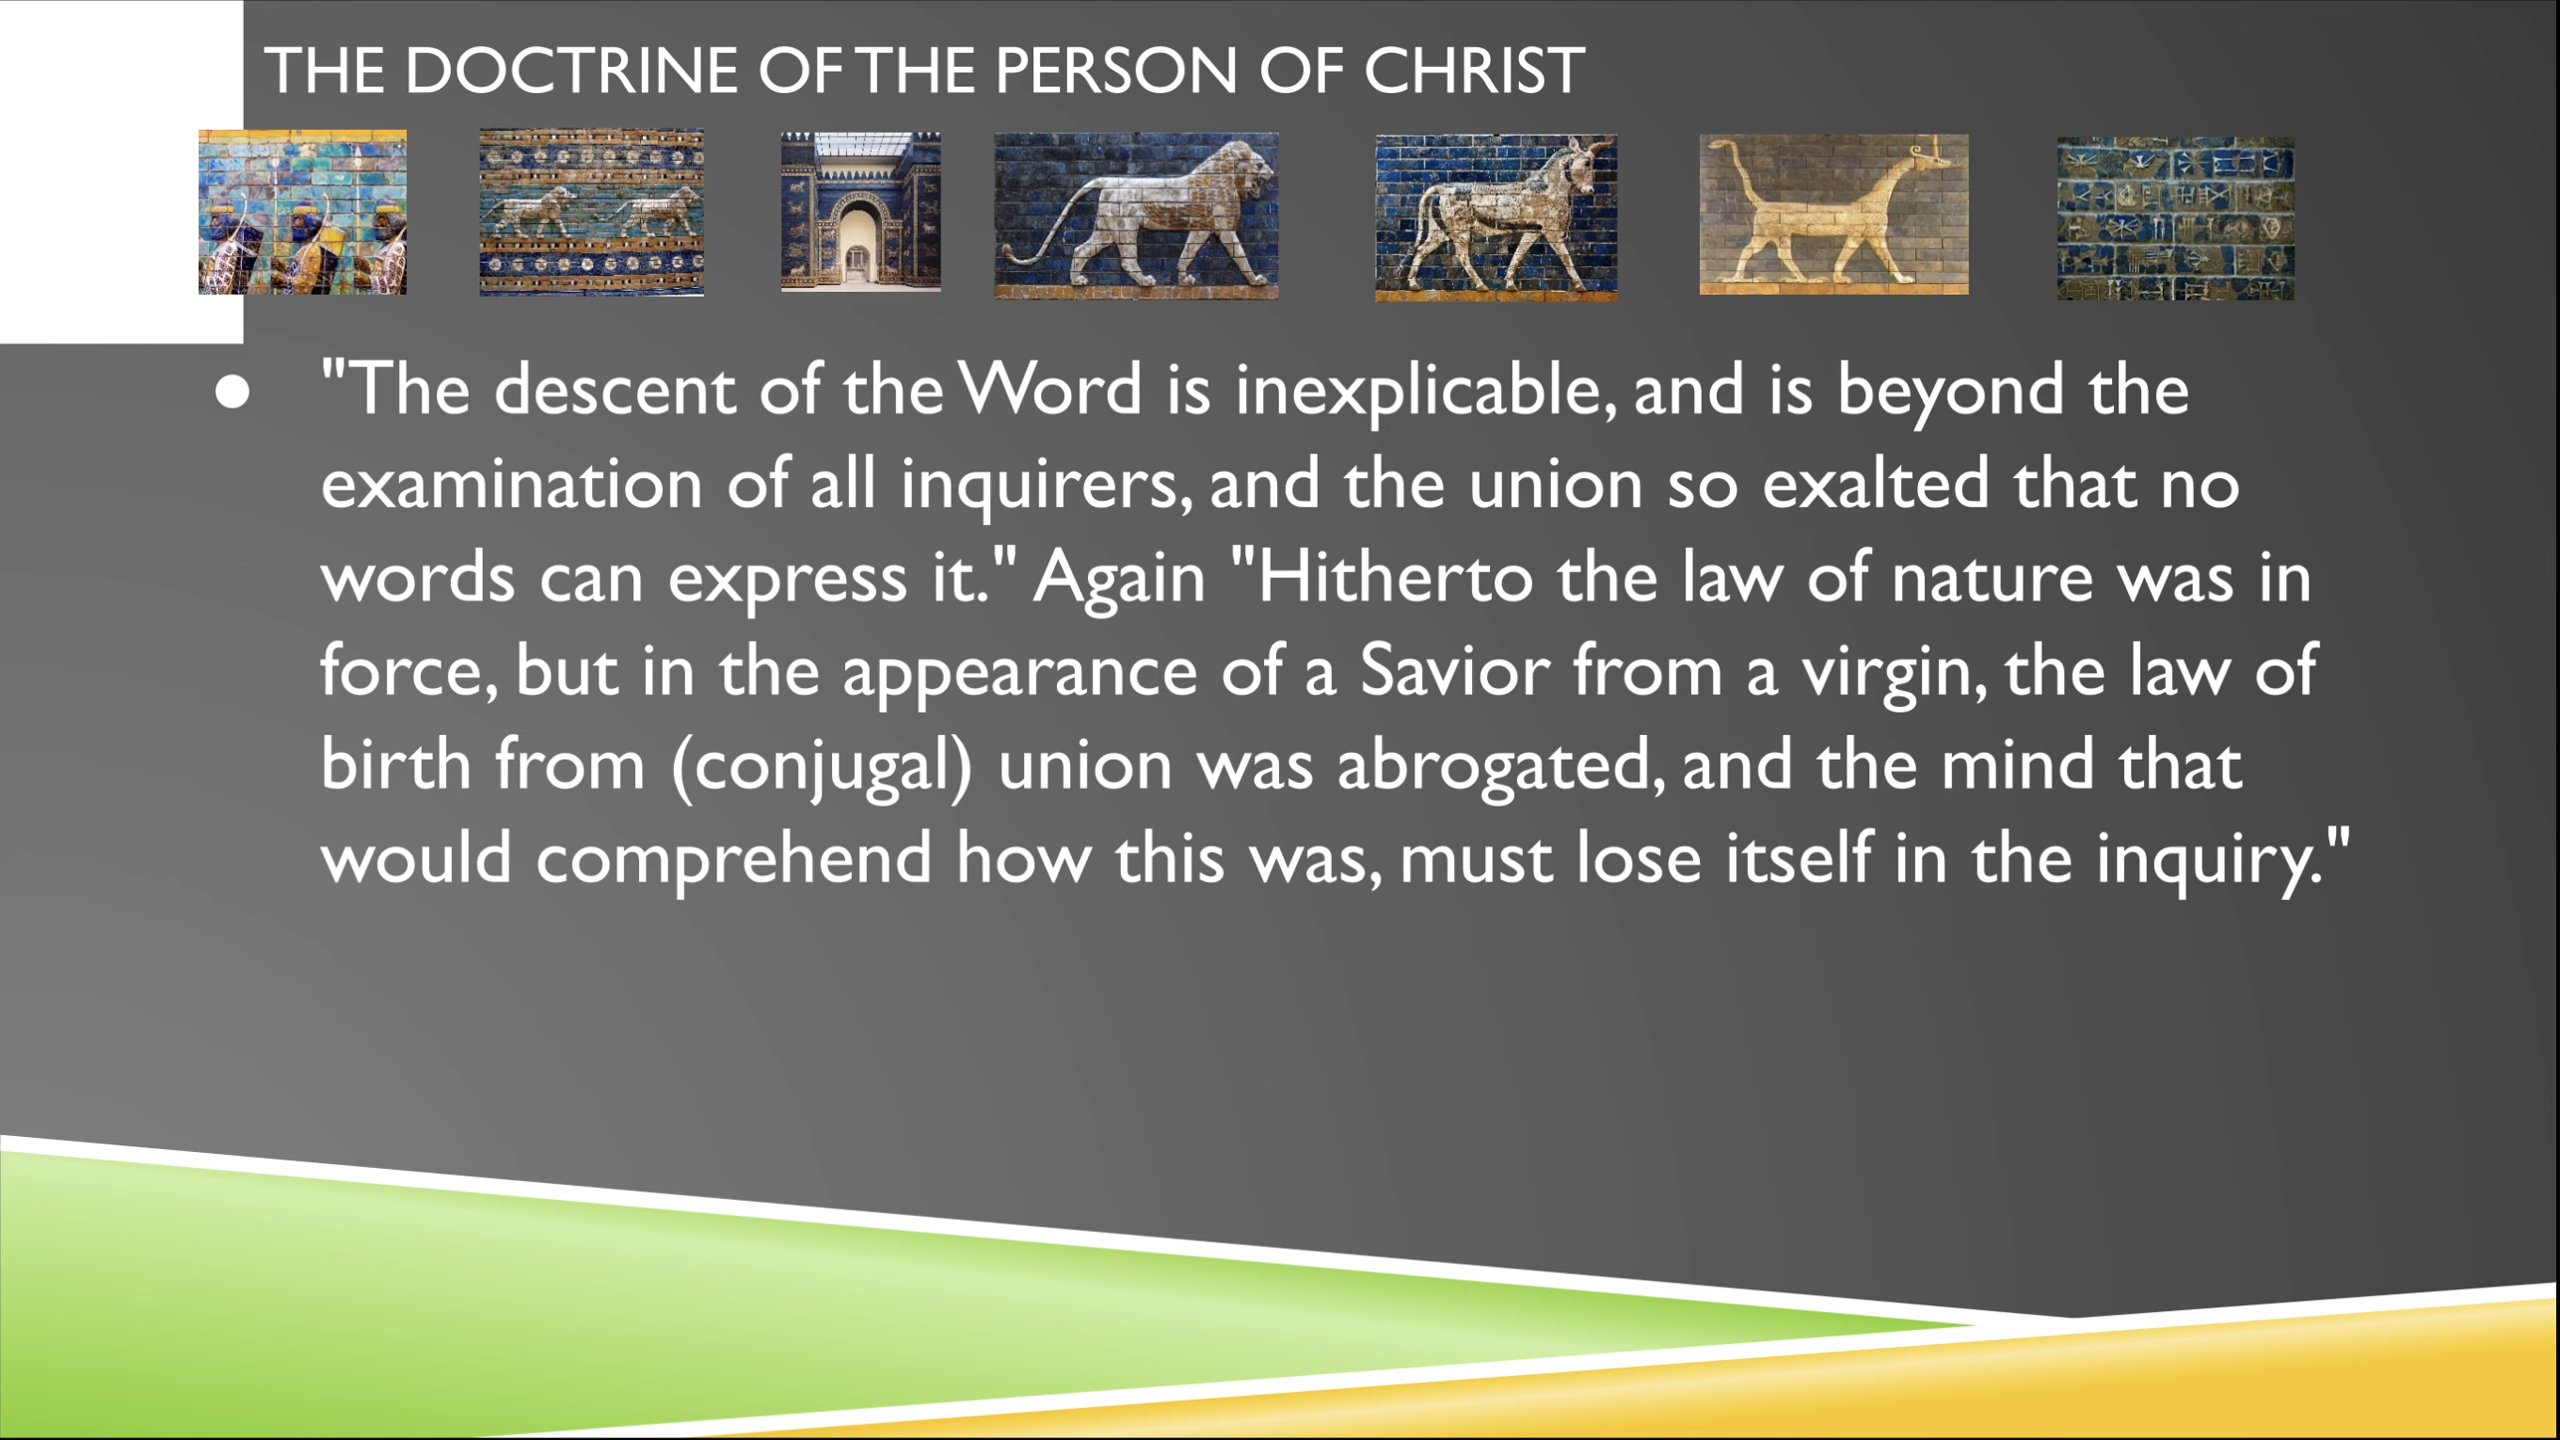 THE DOCTRINE OF THE PERSON OF CHRIST
● "The descent of the Word is inexplicable, and is beyond the
examination of all inquirers, and the union so exalted that no
words can express it." Again "Hitherto the law of nature was in
force, but in the appearance of a Savior from a virgin, the law of
birth from (conjugal) union was abrogated, and the mind that
would comprehend how this was, must lose itself in the inquiry."